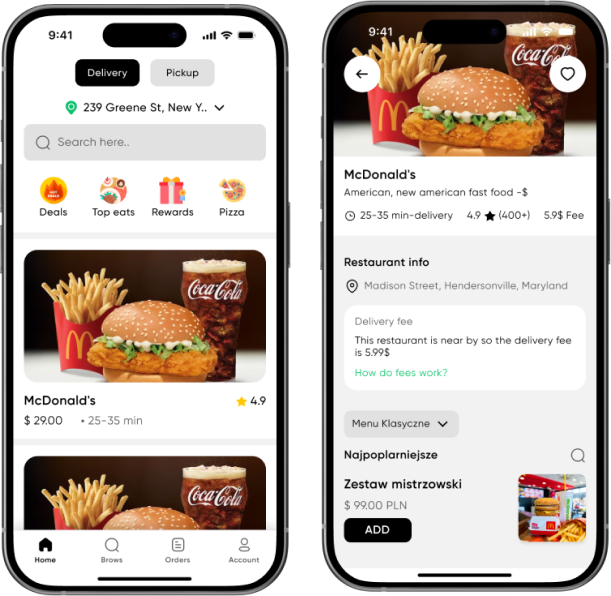 9:41
Delivery
Pickup
239 Greene St, New Y..
Search here..
Deals
Top eats
Rewards
Pizza
Coca-Cola
McDonald's
4.9
$ 29.00
• 25-35 min
Coca-Cola
Home
Brows
Orders
Account
9:41
Coca-Cola
McDonald's
American, new american fast food -$
25-35 min-delivery
4.9
(400+)
5.9$ Fee
Restaurant info
Madison Street, Hendersonville, Maryland
Delivery fee
This restaurant is near by so the delivery fee
is 5.99$
How do fees work?
Menu Klasyczne
Najpoplarniejsze
Zestaw mistrzowski
$ 99.00 PLN
ADD